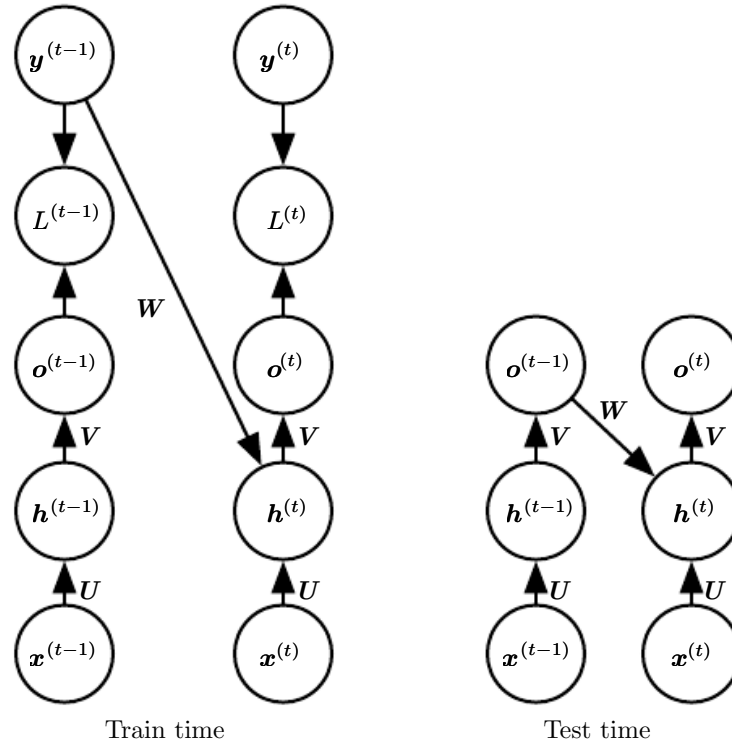 y^(t−1) y^(t)
L^(t−1) L^(t)
W
o^(t−1) o^(t) o^(t−1) o^(t)
W
V V V V
h^(t−1) h^(t) h^(t−1) h^(t)
U U U U
x^(t−1) x^(t) x^(t−1) x^(t)
Train time Test time